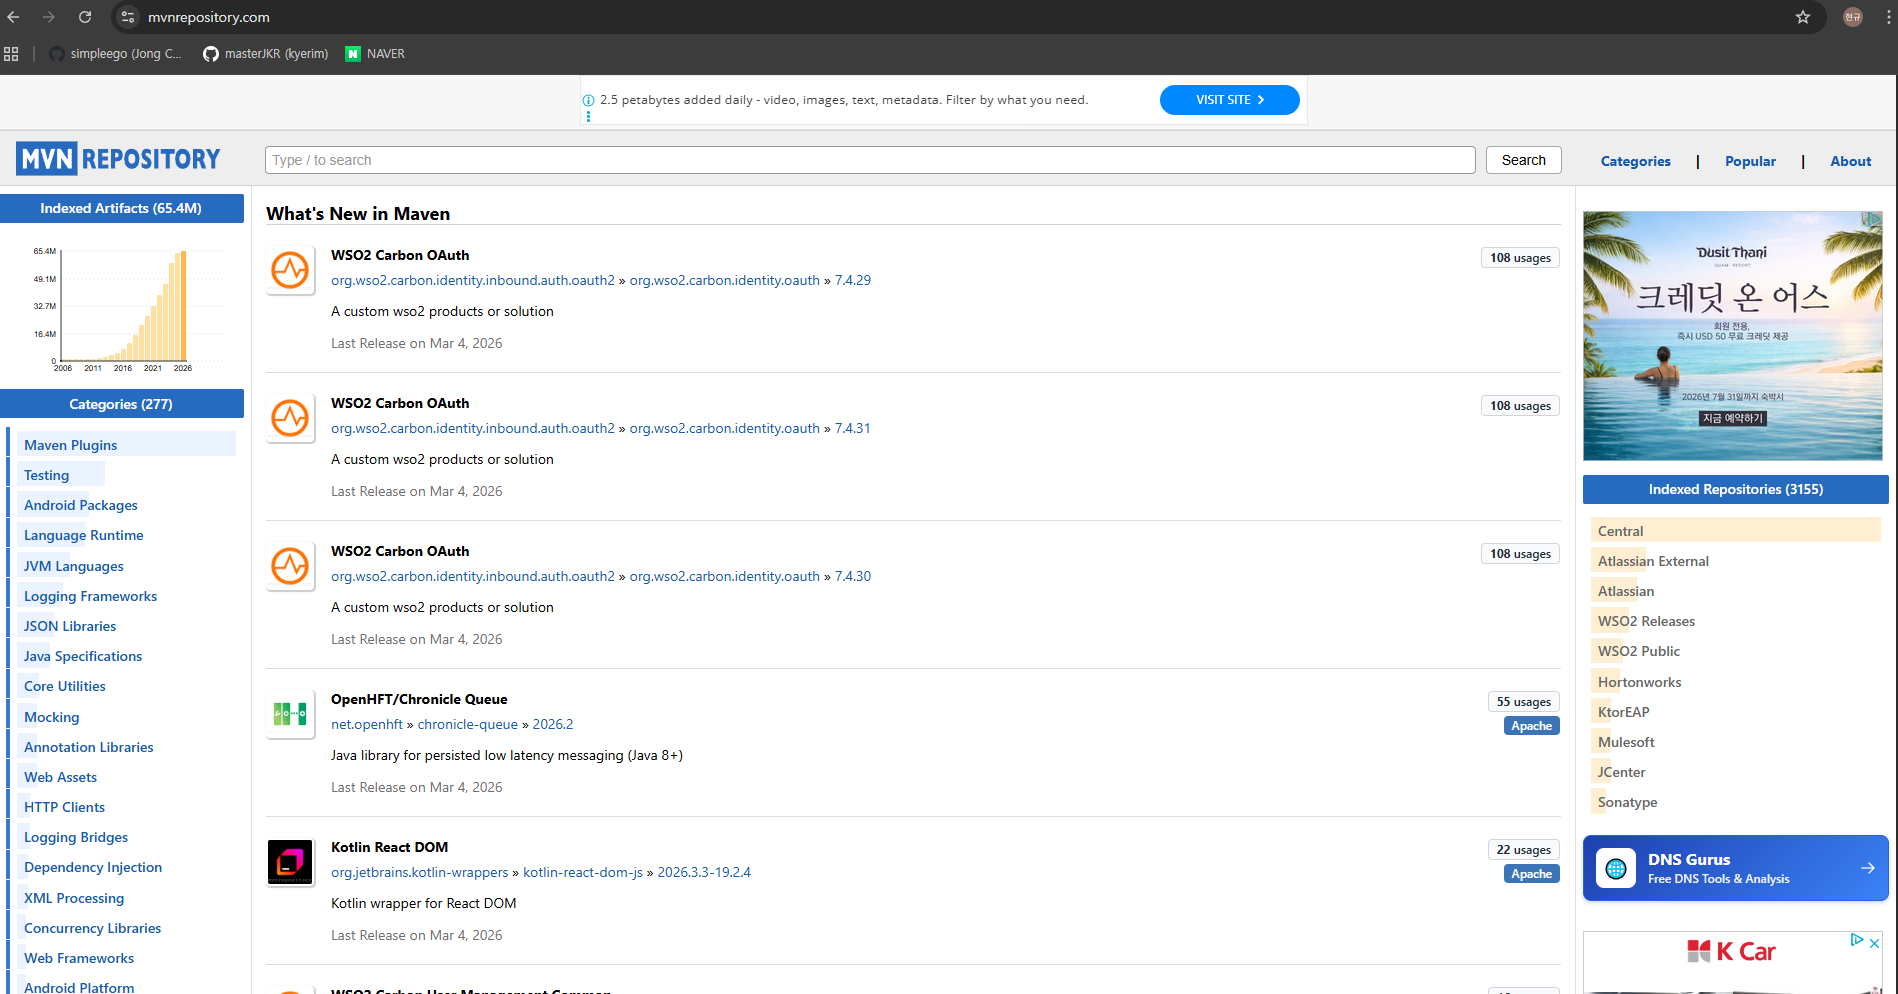 mvnrepository.com
현규
simpleego (Jong C...
masterJKR (kyerim)
N NAVER
2.5 petabytes added daily - video, images, text, metadata. Filter by what you need.
VISIT SITE
MVN REPOSITORY
Type / to search
Search
Categories | Popular | About
Indexed Artifacts (65.4M)
65.4M
49.1M
32.7M
16.4M
0
2006 2011 2016 2021 2026
Categories (277)
Maven Plugins
Testing
Android Packages
Language Runtime
JVM Languages
Logging Frameworks
JSON Libraries
Java Specifications
Core Utilities
Mocking
Annotation Libraries
Web Assets
HTTP Clients
Logging Bridges
Dependency Injection
XML Processing
Concurrency Libraries
Web Frameworks
Android Platform
What's New in Maven
WSO2 Carbon OAuth
108 usages
org.wso2.carbon.identity.inbound.auth.oauth2 » org.wso2.carbon.identity.oauth » 7.4.29
A custom wso2 products or solution
Last Release on Mar 4, 2026
WSO2 Carbon OAuth
108 usages
org.wso2.carbon.identity.inbound.auth.oauth2 » org.wso2.carbon.identity.oauth » 7.4.31
A custom wso2 products or solution
Last Release on Mar 4, 2026
WSO2 Carbon OAuth
108 usages
org.wso2.carbon.identity.inbound.auth.oauth2 » org.wso2.carbon.identity.oauth » 7.4.30
A custom wso2 products or solution
Last Release on Mar 4, 2026
OpenHFT/Chronicle Queue
55 usages
net.openhft » chronicle-queue » 2026.2
Apache
Java library for persisted low latency messaging (Java 8+)
Last Release on Mar 4, 2026
Kotlin React DOM
22 usages
org.jetbrains.kotlin-wrappers » kotlin-react-dom-js » 2026.3.3-19.2.4
Apache
Kotlin wrapper for React DOM
Last Release on Mar 4, 2026
WSO2 Carbon User Management Common
Dusit Thani
GUAM RESORT
크레딧 온 어스
회원 전용,
즉시 USD 50 무료 크레딧 제공
2026년 7월 31일까지 숙박시
지금 예약하기
Indexed Repositories (3155)
Central
Atlassian External
Atlassian
WSO2 Releases
WSO2 Public
Hortonworks
KtorEAP
Mulesoft
JCenter
Sonatype
DNS Gurus
Free DNS Tools & Analysis
K Car